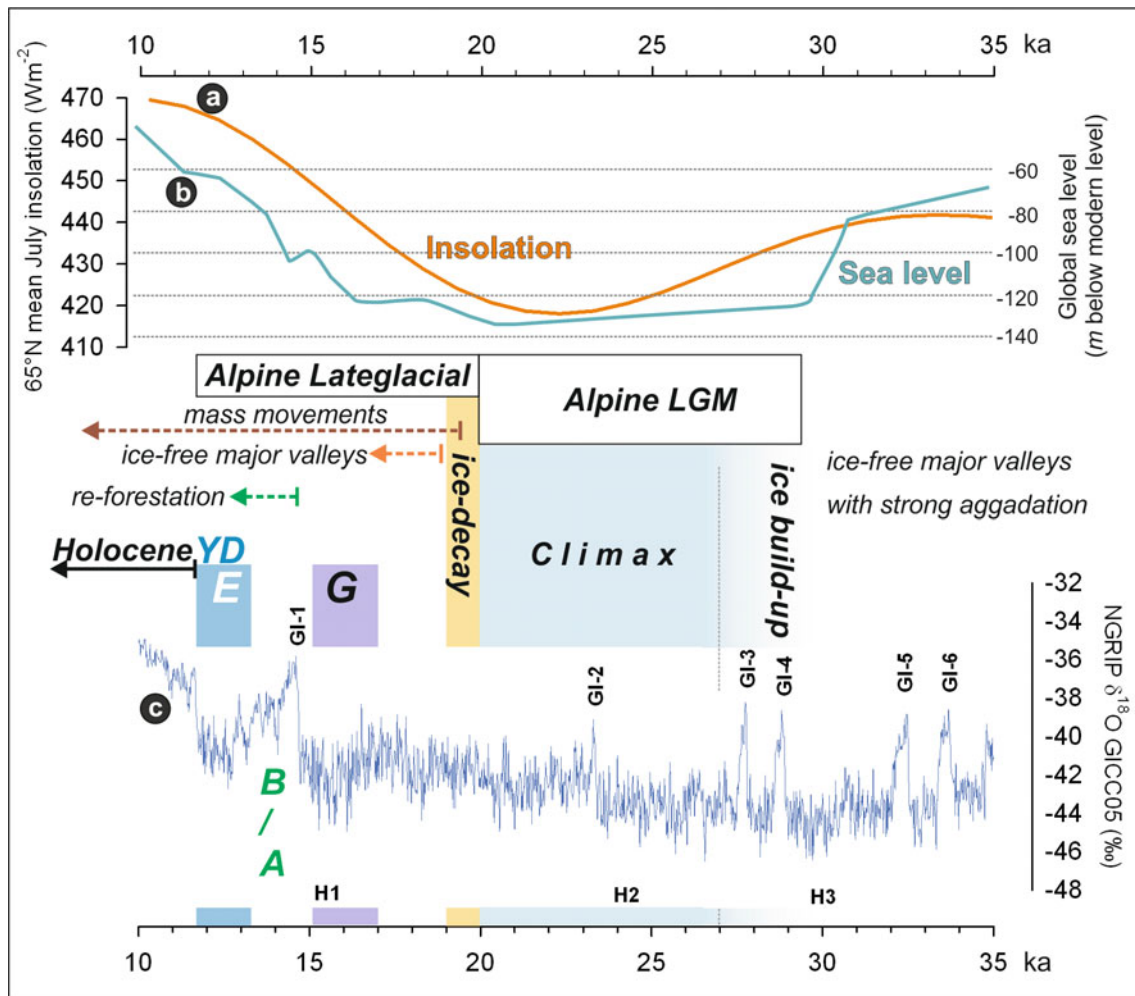 10 15 20 25 30 35 ka
65°N mean July insolation (Wm⁻²)
470
460
450
440
430
420
410
a
b
Insolation
Sea level
-60
-80
-100
-120
-140
Global sea level
(m below modern level)
Alpine Lateglacial
Alpine LGM
mass movements
ice-free major valleys
re-forestation
ice-decay
Climax
ice build-up
ice-free major valleys
with strong aggadation
Holocene
YD
E
G
GI-1
GI-2
GI-3
GI-4
GI-5
GI-6
c
B
/
A
-32
-34
-36
-38
-40
-42
-44
-46
-48
NGRIP δ¹⁸O GICC05 (‰)
H1
H2
H3
10 15 20 25 30 35 ka